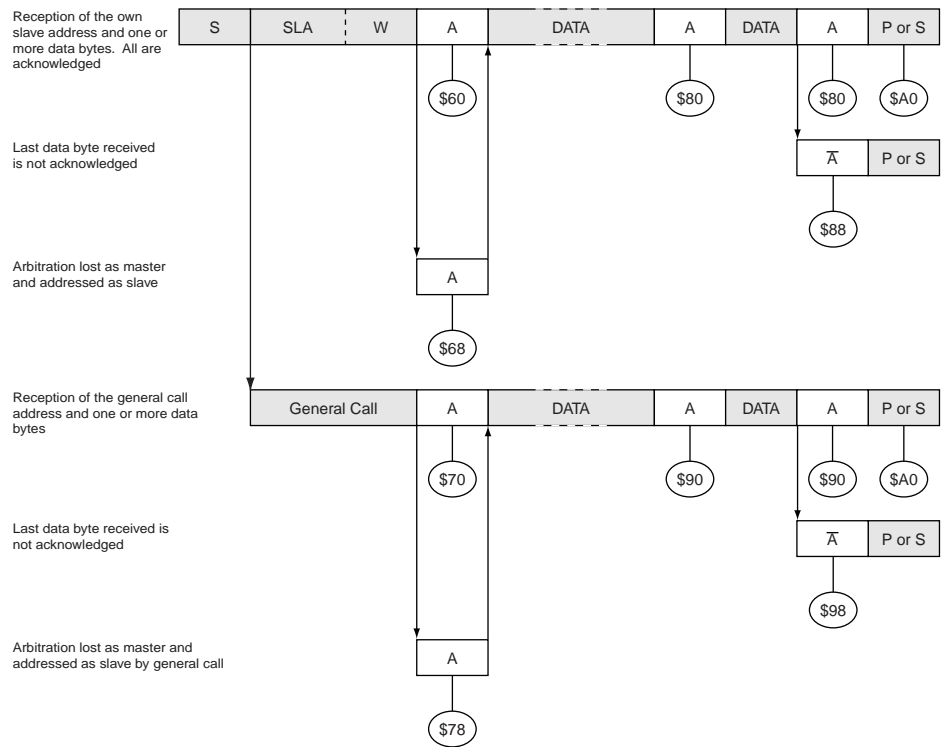 Reception of the own
slave address and one or
more data bytes. All are
acknowledged
S SLA W A DATA A DATA A P or S
$60 $80 $80 $A0
Last data byte received
is not acknowledged
A̅ P or S
$88
Arbitration lost as master
and addressed as slave
A
$68
Reception of the general call
address and one or more data
bytes
General Call A DATA A DATA A P or S
$70 $90 $90 $A0
Last data byte received is
not acknowledged
A̅ P or S
$98
Arbitration lost as master and
addressed as slave by general call
A
$78